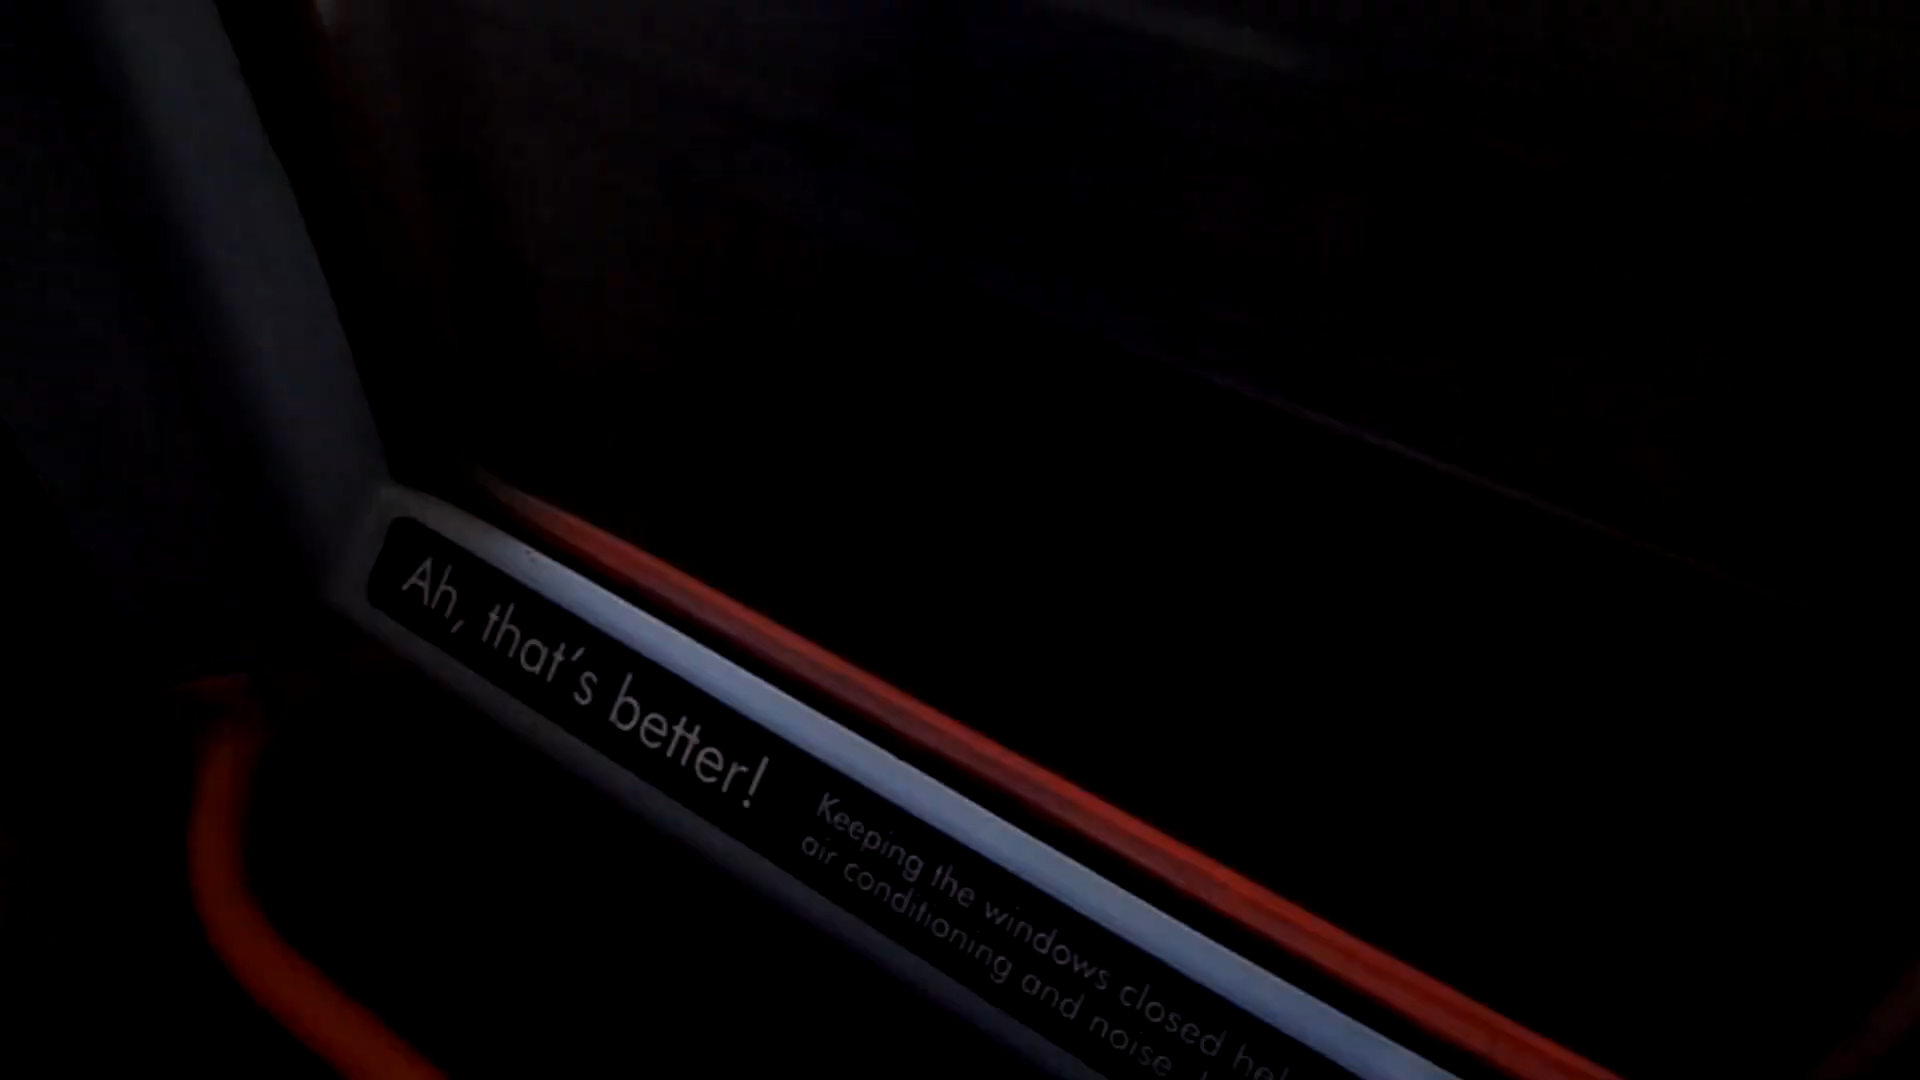 Ah, that's better!
Keeping the windows closed
air conditioning and noise